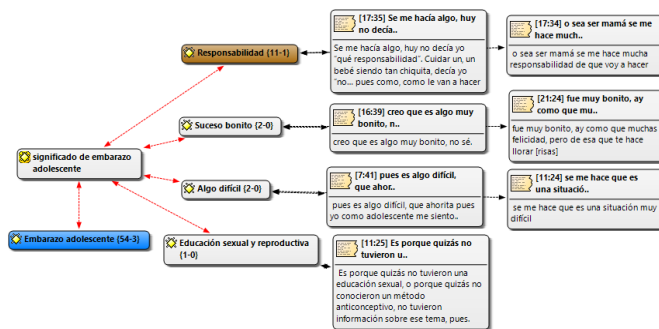 Responsabilidad {11-1}
[17:35] Se me hacía algo, huy
no decía..
Se me hacía algo, huy no decía yo
"qué responsabilidad". Cuidar un, un
bebé siendo tan chiquita, decía yo
"no... pues como, como le van a hacer
[17:34] o sea ser mamá se me
hace much..
o sea ser mamá se me hace mucha
responsabilidad de que voy a hacer
Suceso bonito {2-0}
[16:39] creo que es algo muy
bonito, n..
creo que es algo muy bonito, no sé.
[21:24] fue muy bonito, ay
como que mu..
fue muy bonito, ay como que muchas
felicidad, pero de esa que te hace
llorar [risas]
significado de embarazo
adolescente
Algo difícil {2-0}
[7:41] pues es algo difícil,
que ahor..
pues es algo difícil, que ahorita pues
yo como adolescente me siento..
[11:24] se me hace que es
una situació..
se me hace que es una situación muy
difícil
Embarazo adolescente {54-3}
Educación sexual y reproductiva
{1-0}
[11:25] Es porque quizás no
tuvieron u..
Es porque quizás no tuvieron una
educación sexual, o porque quizás no
conocieron un método
anticonceptivo, no tuvieron
información sobre ese tema, pues.